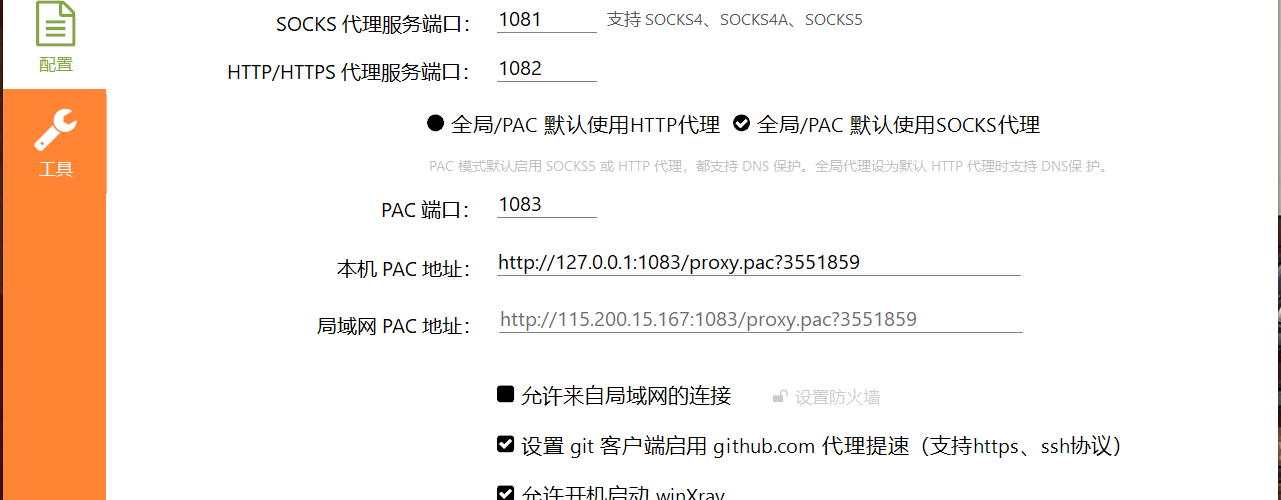 SOCKS 代理服务端口： 1081 支持 SOCKS4、SOCKS4A、SOCKS5
配置
HTTP/HTTPS 代理服务端口： 1082
全局/PAC 默认使用HTTP代理 全局/PAC 默认使用SOCKS代理
工具
PAC 模式默认启用 SOCKS5 或 HTTP 代理，都支持 DNS 保护。全局代理设为默认 HTTP 代理时支持 DNS保 护。
PAC 端口： 1083
本机 PAC 地址： http://127.0.0.1:1083/proxy.pac?3551859
局域网 PAC 地址： http://115.200.15.167:1083/proxy.pac?3551859
允许来自局域网的连接 设置防火墙
设置 git 客户端启用 github.com 代理提速（支持https、ssh协议）
允许开机启动 winXray